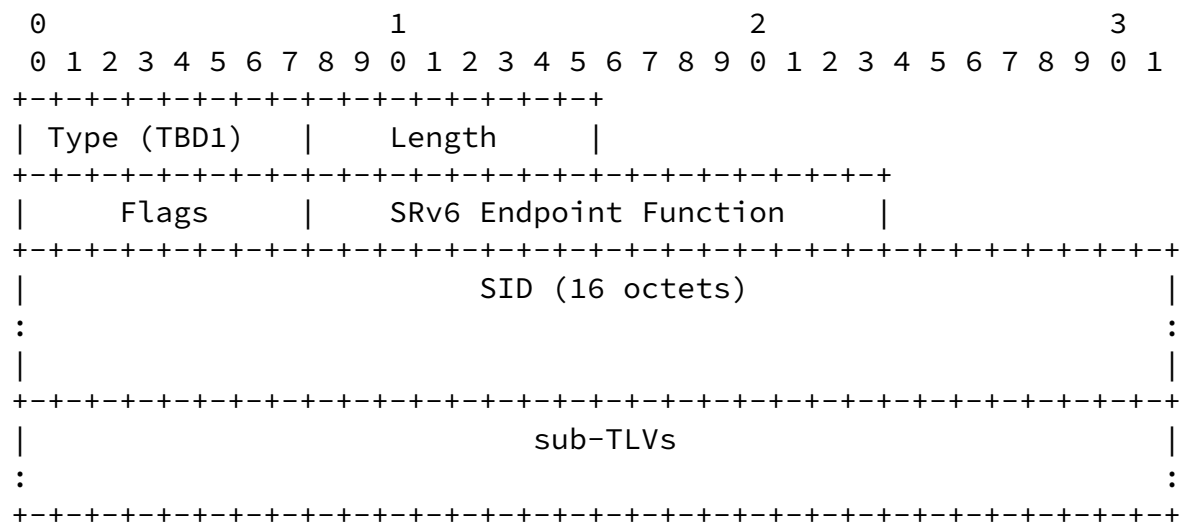 0                   1                   2                   3
 0 1 2 3 4 5 6 7 8 9 0 1 2 3 4 5 6 7 8 9 0 1 2 3 4 5 6 7 8 9 0 1
+-+-+-+-+-+-+-+-+-+-+-+-+-+-+-+-+
| Type (TBD1)   |    Length     |
+-+-+-+-+-+-+-+-+-+-+-+-+-+-+-+-+-+-+-+-+-+-+-+-+
|     Flags     |    SRv6 Endpoint Function     |
+-+-+-+-+-+-+-+-+-+-+-+-+-+-+-+-+-+-+-+-+-+-+-+-+-+-+-+-+-+-+-+-+
|                         SID (16 octets)                       |
:                                                               :
|                                                               |
+-+-+-+-+-+-+-+-+-+-+-+-+-+-+-+-+-+-+-+-+-+-+-+-+-+-+-+-+-+-+-+-+
|                            sub-TLVs                           |
:                                                               :
+-+-+-+-+-+-+-+-+-+-+-+-+-+-+-+-+-+-+-+-+-+-+-+-+-+-+-+-+-+-+-+-+